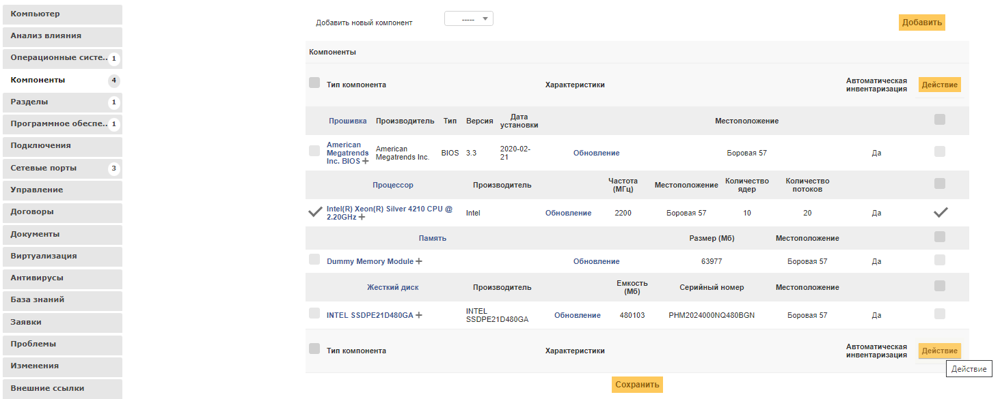 Компьютер
Анализ влияния
Операционные систе.. 1
Компоненты 4
Разделы 1
Программное обеспе.. 1
Подключения
Сетевые порты 3
Управление
Договоры
Документы
Виртуализация
Антивирусы
База знаний
Заявки
Проблемы
Изменения
Внешние ссылки
Добавить новый компонент ----- Добавить
Компоненты
Тип компонента Характеристики Автоматическая
инвентаризация Действие
Прошивка Производитель Тип Версия Дата
установки Местоположение
American
Megatrends
Inc. BIOS + American
Megatrends Inc. BIOS 3.3 2020-02-
21 Обновление Боровая 57 Да
Процессор Производитель Частота
(МГц) Местоположение Количество
ядер Количество
потоков
Intel(R) Xeon(R) Silver 4210 CPU @
2.20GHz + Intel Обновление 2200 Боровая 57 10 20 Да
Память Размер (Мб) Местоположение
Dummy Memory Module + Обновление 63977 Боровая 57 Да
Жесткий диск Производитель Емкость
(Мб) Серийный номер Местоположение
INTEL SSDPE21D480GA + INTEL
SSDPE21D480GA Обновление 480103 PHM2024000NQ480BGN Боровая 57 Да
Тип компонента Характеристики Автоматическая
инвентаризация Действие
Действие
Сохранить